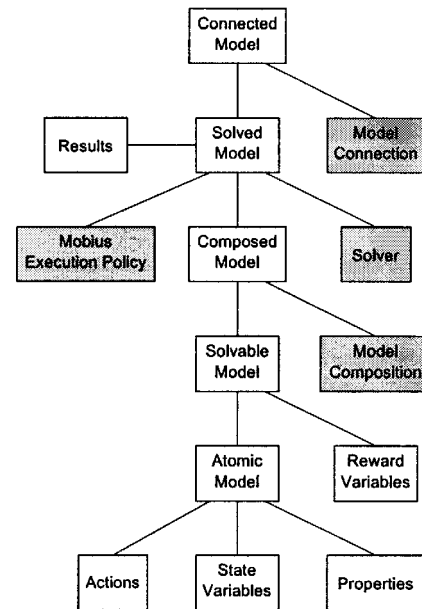 Connected
Model
Results
Solved
Model
Model
Connection
Mobius
Execution Policy
Composed
Model
Solver
Solvable
Model
Model
Composition
Atomic
Model
Reward
Variables
Actions
State
Variables
Properties